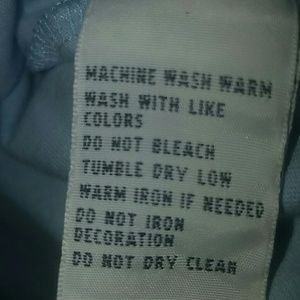 MACHINE WASH WARM
WASH WITH LIKE
COLORS
DO NOT BLEACH
TUMBLE DRY LOW
WARM IRON IF NEEDED
DO NOT IRON
DECORATION
DO NOT DRY CLEAN